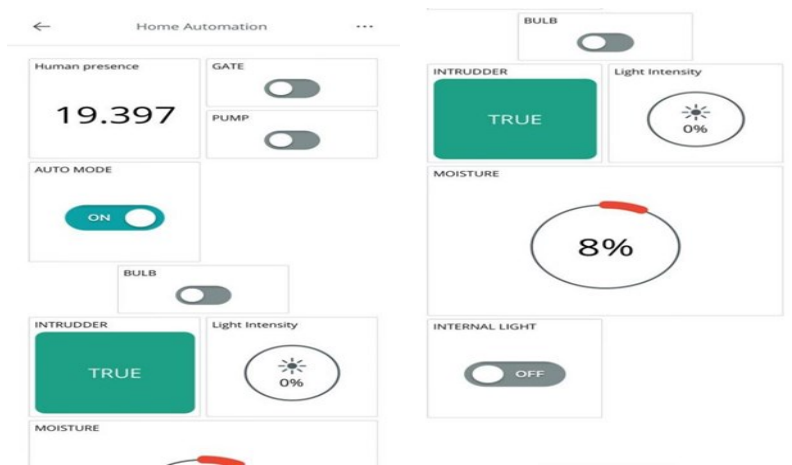 Home Automation
Human presence
19.397
GATE
PUMP
AUTO MODE
ON
BULB
INTRUDDER
TRUE
Light Intensity
0%
MOISTURE
BULB
INTRUDDER
TRUE
Light Intensity
0%
MOISTURE
8%
INTERNAL LIGHT
OFF